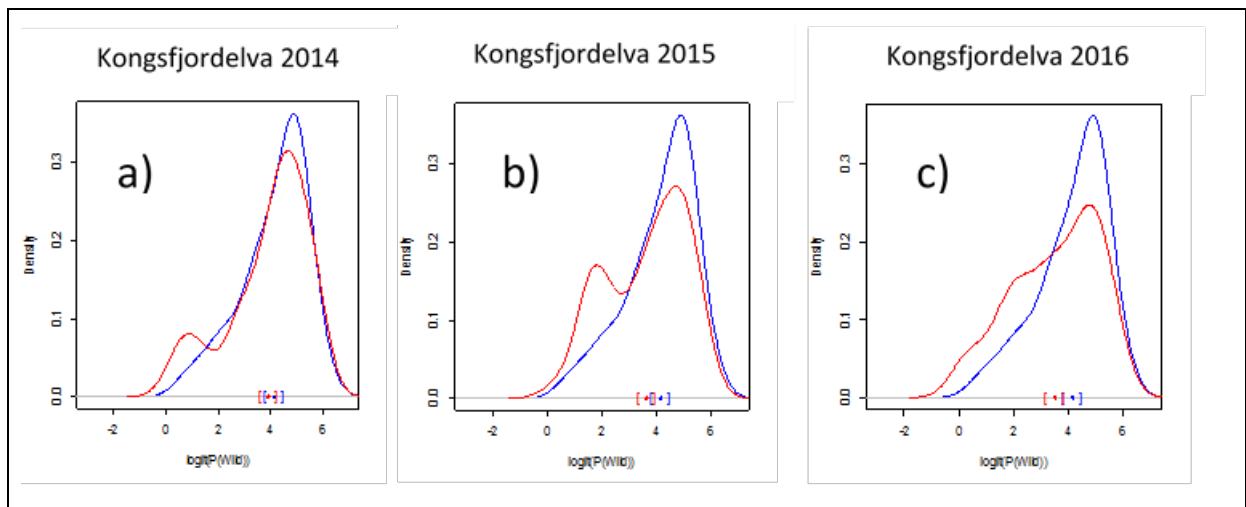 Kongsfjordelva 2014
Kongsfjordelva 2015
Kongsfjordelva 2016
a)
b)
c)
Density
0.0 0.1 0.2 0.3
-2 0 2 4 6
logit(P(Wild))
Density
0.0 0.1 0.2 0.3
-2 0 2 4 6
logit(P(Wild))
Density
0.0 0.1 0.2 0.3
-2 0 2 4 6
logit(P(Wild))